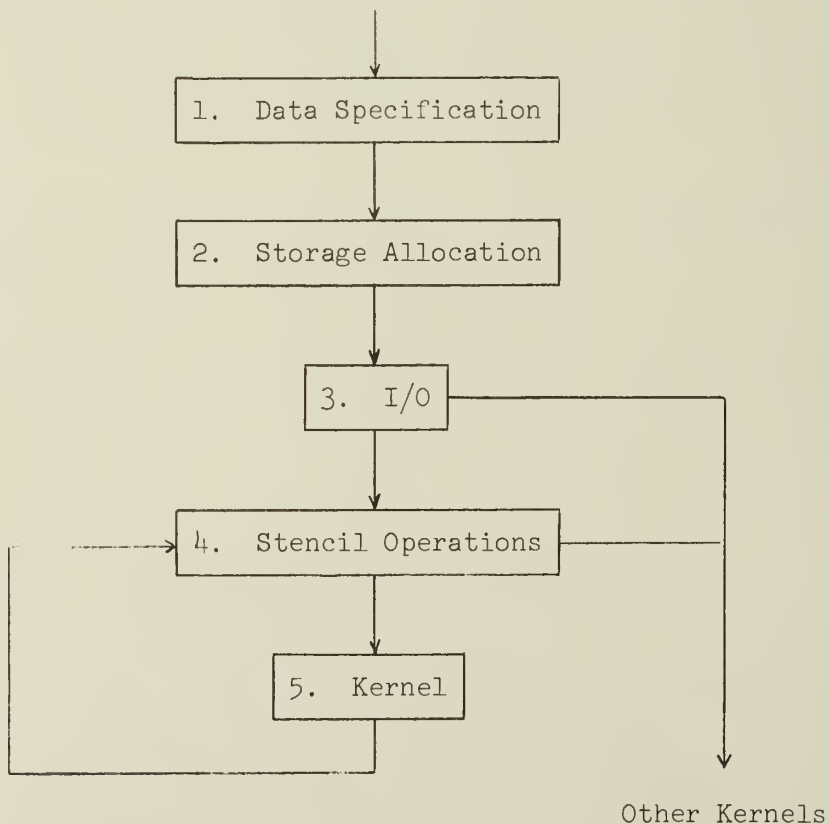 1. Data Specification
2. Storage Allocation
3. I/O
4. Stencil Operations
5. Kernel
Other Kernels